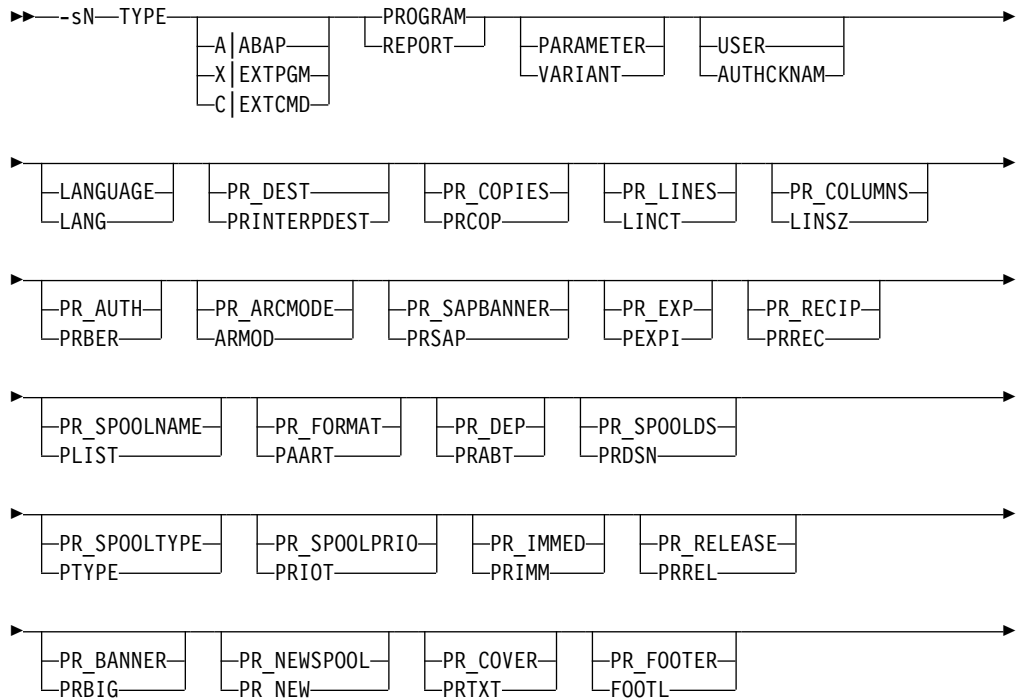 -sN TYPE PROGRAM
A|ABAP REPORT PARAMETER USER
X|EXTPGM VARIANT AUTHCKNAM
C|EXTCMD
LANGUAGE PR_DEST PR_COPIES PR_LINES PR_COLUMNS
LANG PRINTERPDEST PRCOP LINCT LINSZ
PR_AUTH PR_ARCMODE PR_SAPBANNER PR_EXP PR_RECIP
PRBER ARMOD PRSAP PEXPI PRREC
PR_SPOOLNAME PR_FORMAT PR_DEP PR_SPOOLDS
PLIST PAART PRABT PRDSN
PR_SPOOLTYPE PR_SPOOLPRIO PR_IMMED PR_RELEASE
PTYPE PRIOT PRIMM PRREL
PR_BANNER PR_NEWSPOOL PR_COVER PR_FOOTER
PRBIG PR_NEW PRTXT FOOTL